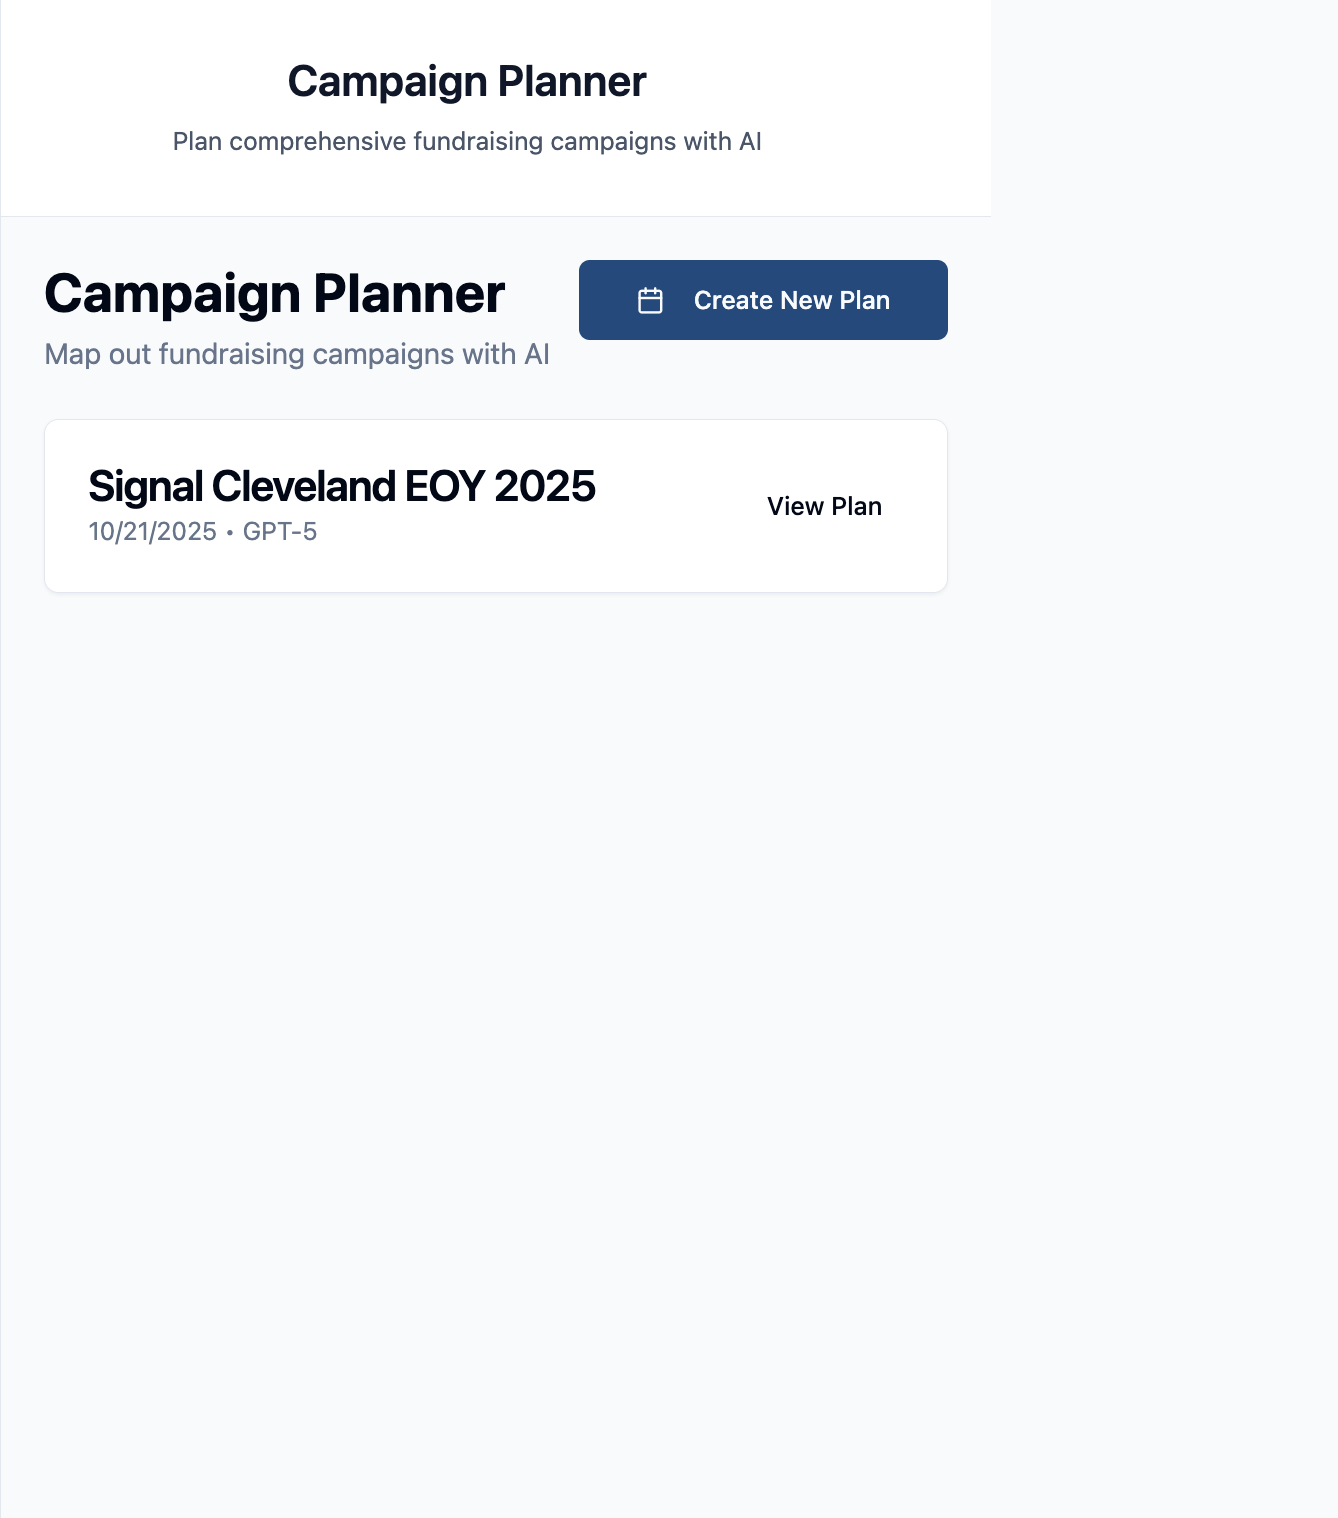 Campaign Planner
Plan comprehensive fundraising campaigns with AI
Campaign Planner
Map out fundraising campaigns with AI
Create New Plan
Signal Cleveland EOY 2025
10/21/2025 • GPT-5
View Plan